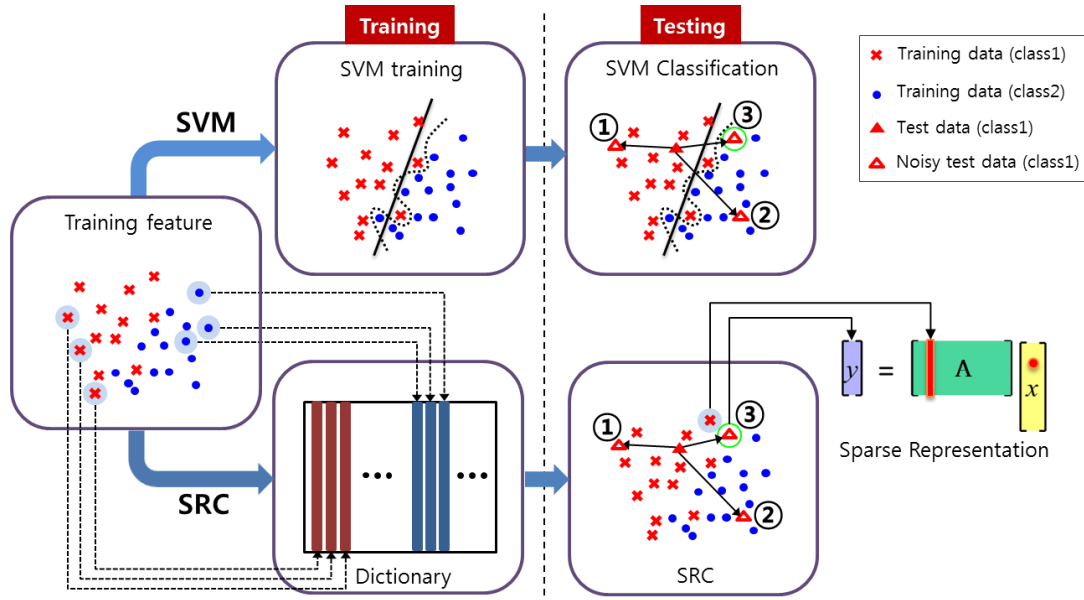 Training
Testing
SVM training
SVM Classification
Training data (class1)
Training data (class2)
Test data (class1)
Noisy test data (class1)
SVM
①
③
②
Training feature
y = A x
Sparse Representation
①
③
②
SRC
Dictionary
SRC